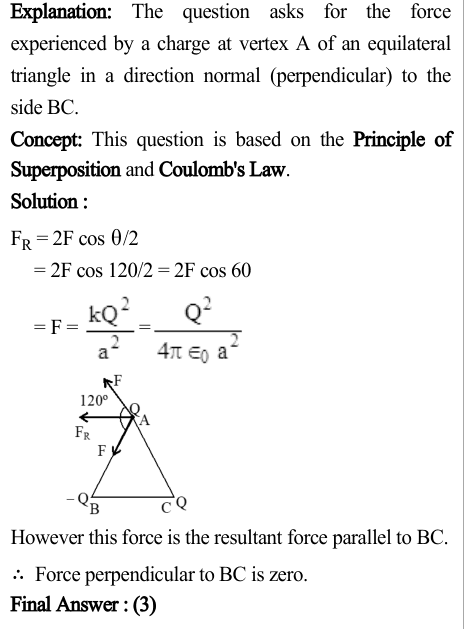 Explanation: The question asks for the force
experienced by a charge at vertex A of an equilateral
triangle in a direction normal (perpendicular) to the
side BC.
Concept: This question is based on the Principle of
Superposition and Coulomb's Law.
Solution :
F_R = 2F cos θ/2
= 2F cos 120/2 = 2F cos 60
= F = kQ²/a² = Q²/4π ∈₀ a²
F
120°
Q
A
F_R
F
−Q
B
C
Q
However this force is the resultant force parallel to BC.
∴ Force perpendicular to BC is zero.
Final Answer : (3)